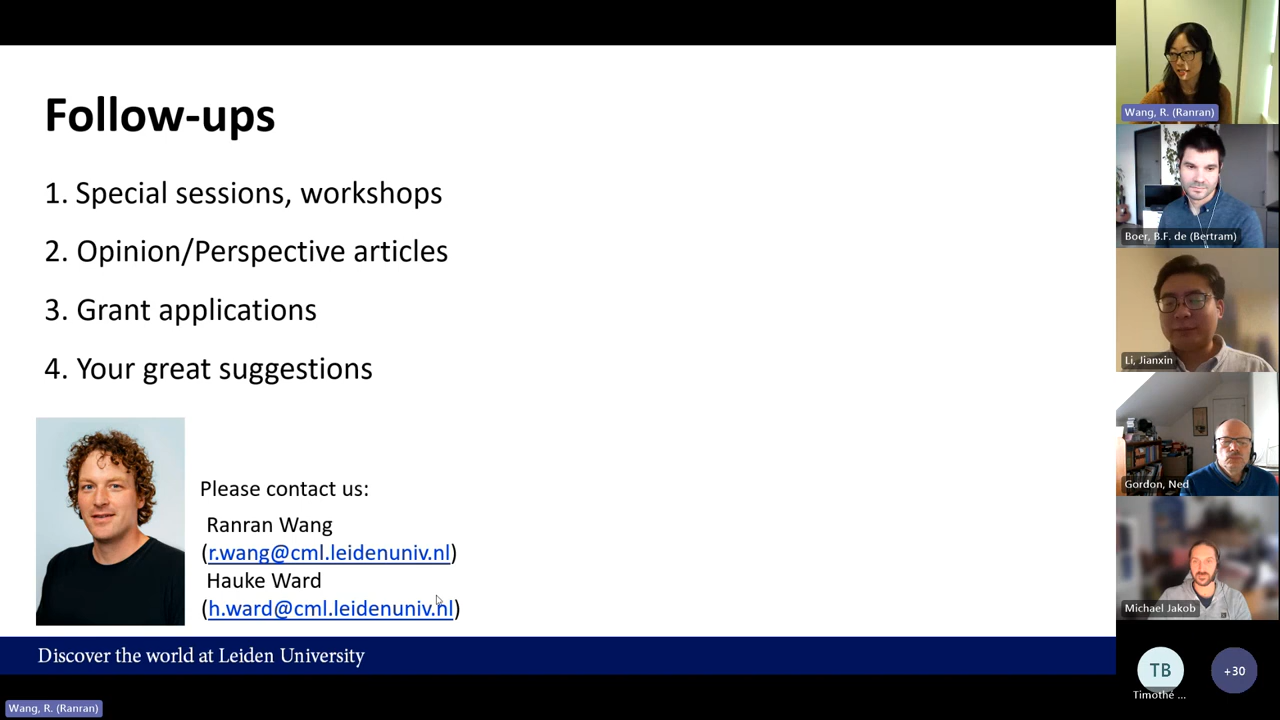 Follow-ups
1. Special sessions, workshops
2. Opinion/Perspective articles
3. Grant applications
4. Your great suggestions
Please contact us:
Ranran Wang
(r.wang@cml.leidenuniv.nl)
Hauke Ward
(h.ward@cml.leidenuniv.nl)
Discover the world at Leiden University
Wang, R. (Ranran)
Wang, R. (Ranran)
Boer, B.F. de (Bertram)
Li, Jianxin
Gordon, Ned
Michael Jakob
TB
Timothé ...
+30